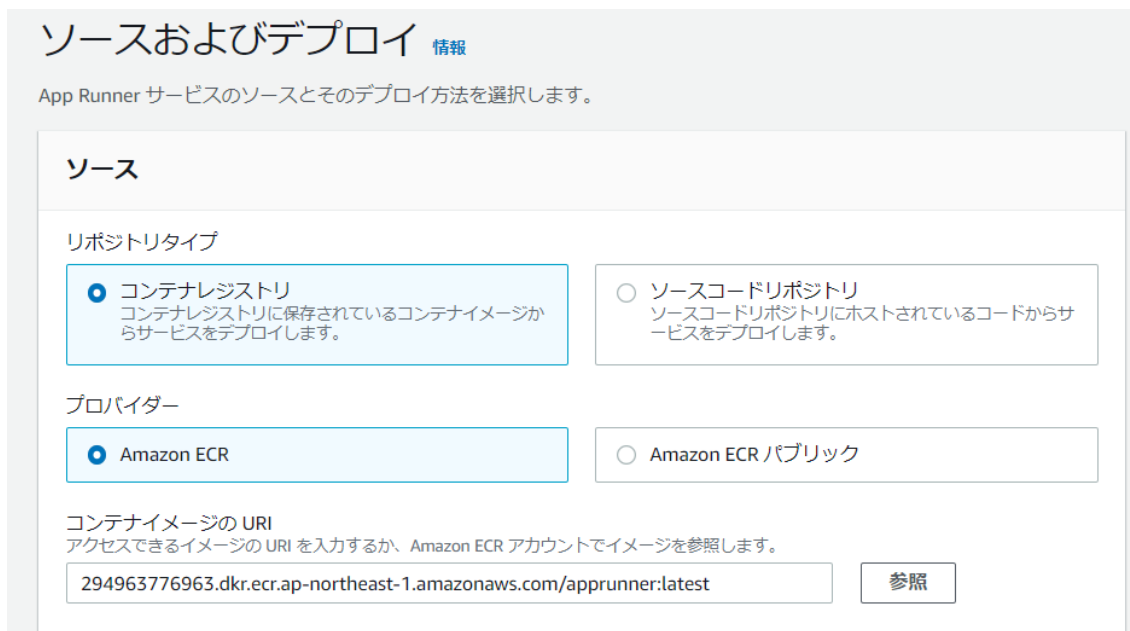 ソースおよびデプロイ 情報
App Runner サービスのソースとそのデプロイ方法を選択します。
ソース
リポジトリタイプ
コンテナレジストリ
コンテナレジストリに保存されているコンテナイメージか
らサービスをデプロイします。
ソースコードリポジトリ
ソースコードリポジトリにホストされているコードからサ
ービスをデプロイします。
プロバイダー
Amazon ECR
Amazon ECR パブリック
コンテナイメージの URI
アクセスできるイメージの URI を入力するか、Amazon ECR アカウントでイメージを参照します。
294963776963.dkr.ecr.ap-northeast-1.amazonaws.com/apprunner:latest
参照